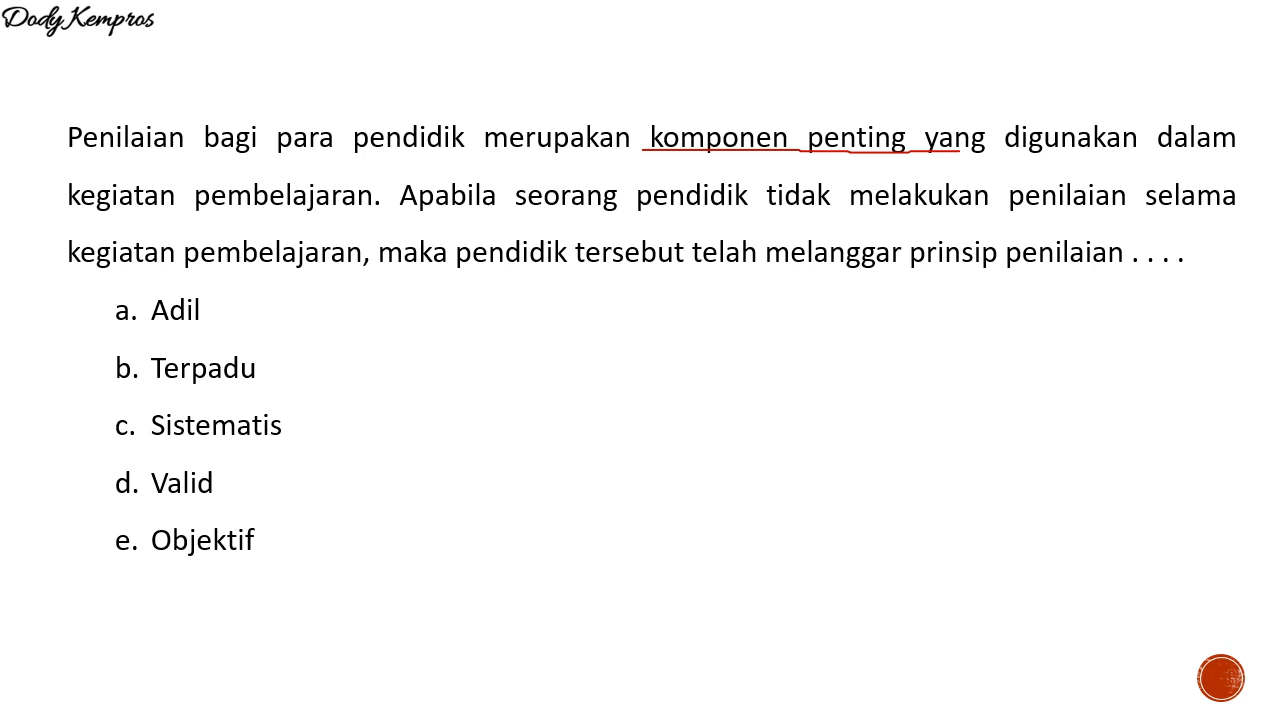 Dody Kempros
Penilaian bagi para pendidik merupakan komponen penting yang digunakan dalam
kegiatan pembelajaran. Apabila seorang pendidik tidak melakukan penilaian selama
kegiatan pembelajaran, maka pendidik tersebut telah melanggar prinsip penilaian . . . .
a. Adil
b. Terpadu
c. Sistematis
d. Valid
e. Objektif